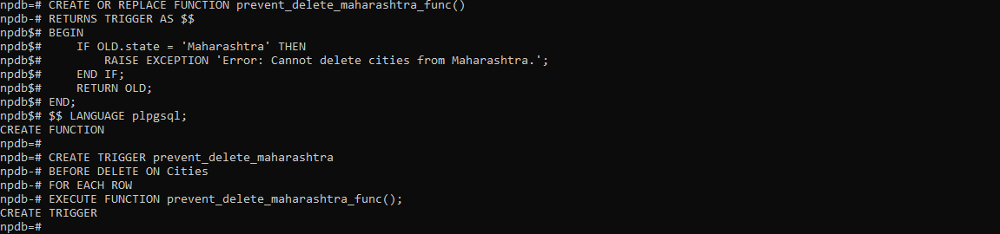 npdb=# CREATE OR REPLACE FUNCTION prevent_delete_maharashtra_func()
npdb=# RETURNS TRIGGER AS $$
npdb$# BEGIN
npdb$#     IF OLD.state = 'Maharashtra' THEN
npdb$#         RAISE EXCEPTION 'Error: Cannot delete cities from Maharashtra.';
npdb$#     END IF;
npdb$#     RETURN OLD;
npdb$# END;
npdb$# $$ LANGUAGE plpgsql;
CREATE FUNCTION
npdb=#
npdb=# CREATE TRIGGER prevent_delete_maharashtra
npdb-# BEFORE DELETE ON Cities
npdb-# FOR EACH ROW
npdb-# EXECUTE FUNCTION prevent_delete_maharashtra_func();
CREATE TRIGGER
npdb=#